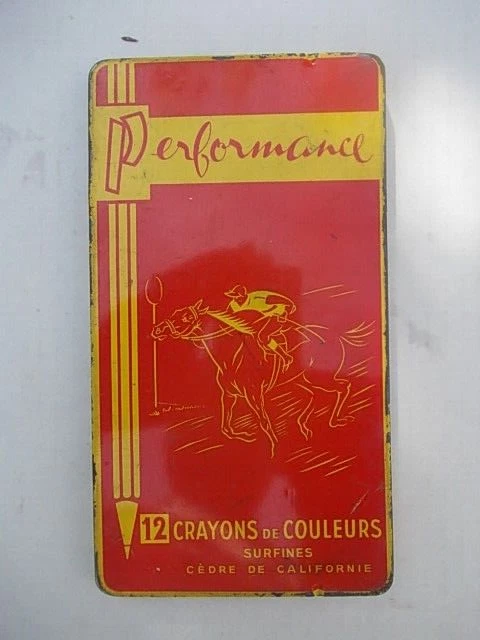 Performance
12 CRAYONS DE COULEURS
SURFINES
CÈDRE DE CALIFORNIE